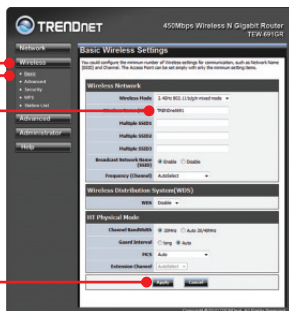 TRENDNET
450Mbps Wireless N Gigabit Router
TEW-691GR
Network
Wireless
Basic
Advanced
Security
WPS
Station List
Advanced
Administrator
Help
Basic Wireless Settings
You could configure the minimum number of Wireless settings for communication, such as Network Name (SSID) and Channel. The Access Point can be set simply with only the minimum setting items.
Wireless Network
Wireless Mode 2.4GHz 802.11 b/g/n mixed mode
TRENDnet691
Multiple SSID1
Multiple SSID2
Multiple SSID3
Broadcast Network Name (SSID) Enable Disable
Frequency (Channel) AutoSelect
Wireless Distribution System(WDS)
WDS Disable
HT Physical Mode
Channel BandWidth 20MHz Auto 20/40MHz
Guard Interval long Auto
MCS Auto
Extension Channel AutoSelect
Apply Cancel